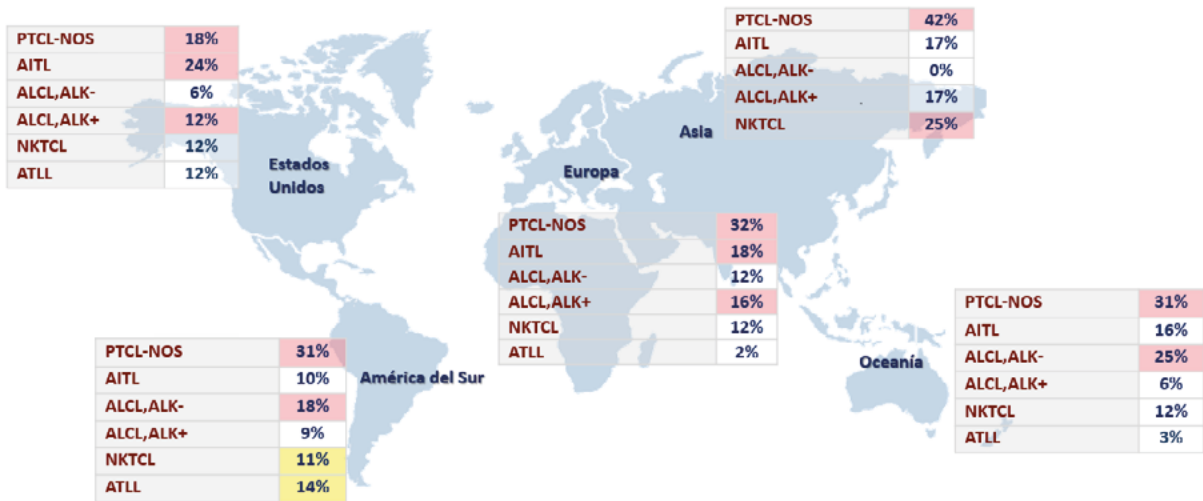 PTCL-NOS 18%
AITL 24%
ALCL,ALK- 6%
ALCL,ALK+ 12%
NKTCL 12%
ATLL 12%
Estados
Unidos
PTCL-NOS 42%
AITL 17%
ALCL,ALK- 0%
ALCL,ALK+ 17%
NKTCL 25%
Asia
Europa
PTCL-NOS 32%
AITL 18%
ALCL,ALK- 12%
ALCL,ALK+ 16%
NKTCL 12%
ATLL 2%
PTCL-NOS 31%
AITL 10%
ALCL,ALK- 18%
ALCL,ALK+ 9%
NKTCL 11%
ATLL 14%
América del Sur
Oceanía
PTCL-NOS 31%
AITL 16%
ALCL,ALK- 25%
ALCL,ALK+ 6%
NKTCL 12%
ATLL 3%